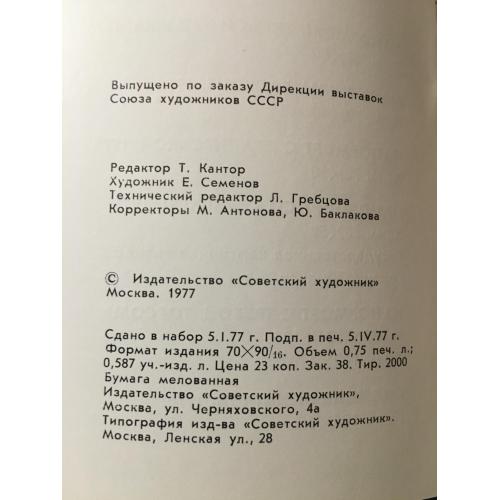 Выпущено по заказу Дирекции выставок
Союза художников СССР
Редактор Т. Кантор
Художник Е. Семенов
Технический редактор Л. Гребцова
Корректоры М. Антонова, Ю. Баклакова
© Издательство «Советский художник»
Москва. 1977
Сдано в набор 5.I.77 г. Подп. в печ. 5.IV.77 г.
Формат издания 70×90/16. Объем 0,75 печ. л.;
0,587 уч.-изд. л. Цена 23 коп. Зак. 38. Тир. 2000
Бумага мелованная
Издательство «Советский художник»,
Москва, ул. Черняховского, 4а
Типография изд-ва «Советский художник».
Москва, Ленская ул., 28